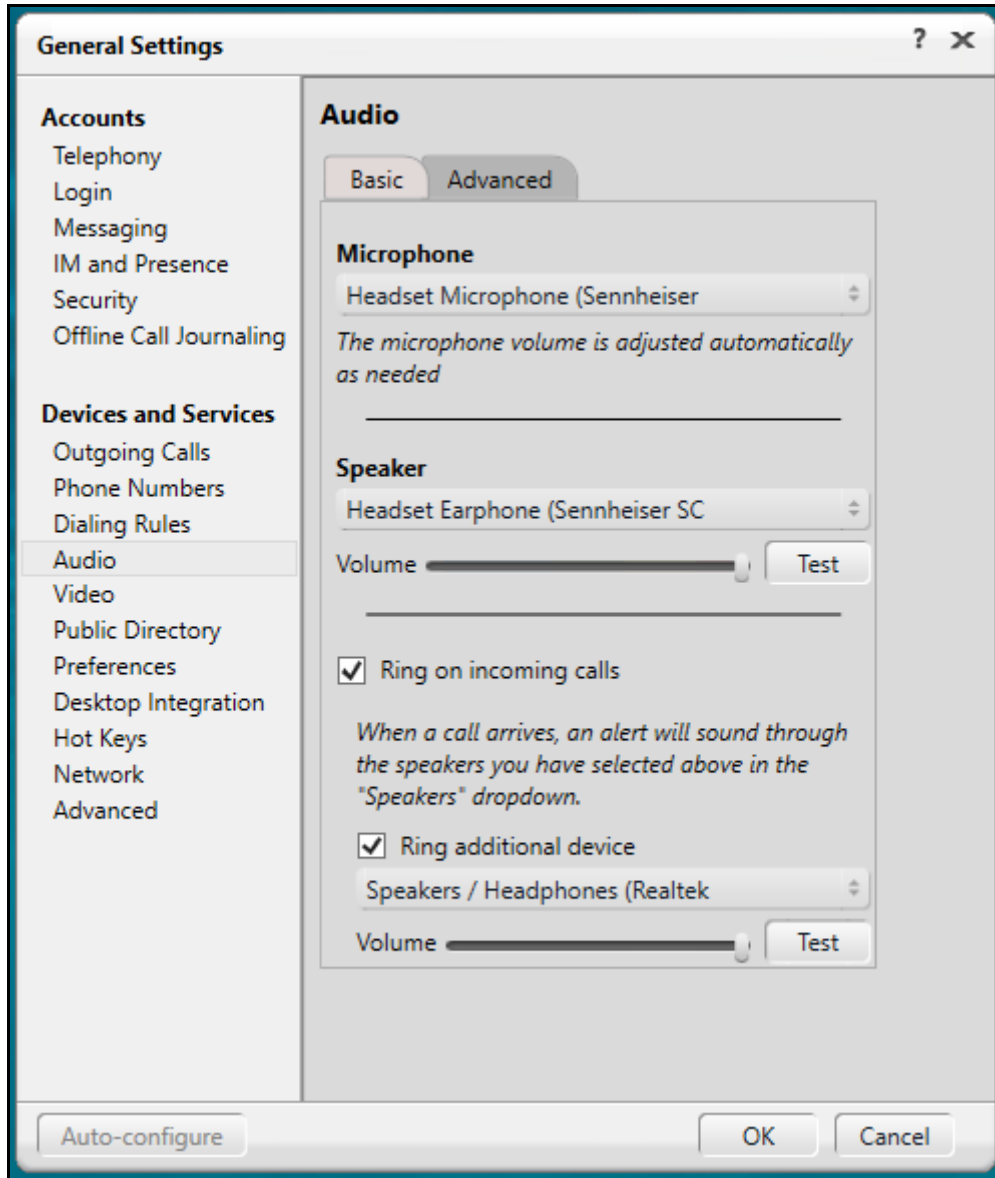 General Settings
?
Accounts
Telephony
Login
Messaging
IM and Presence
Security
Offline Call Journaling
Devices and Services
Outgoing Calls
Phone Numbers
Dialing Rules
Audio
Video
Public Directory
Preferences
Desktop Integration
Hot Keys
Network
Advanced
Audio
Basic Advanced
Microphone
Headset Microphone (Sennheiser
The microphone volume is adjusted automatically
as needed
Speaker
Headset Earphone (Sennheiser SC
Volume Test
Ring on incoming calls
When a call arrives, an alert will sound through
the speakers you have selected above in the
"Speakers" dropdown.
Ring additional device
Speakers / Headphones (Realtek
Volume Test
Auto-configure OK Cancel